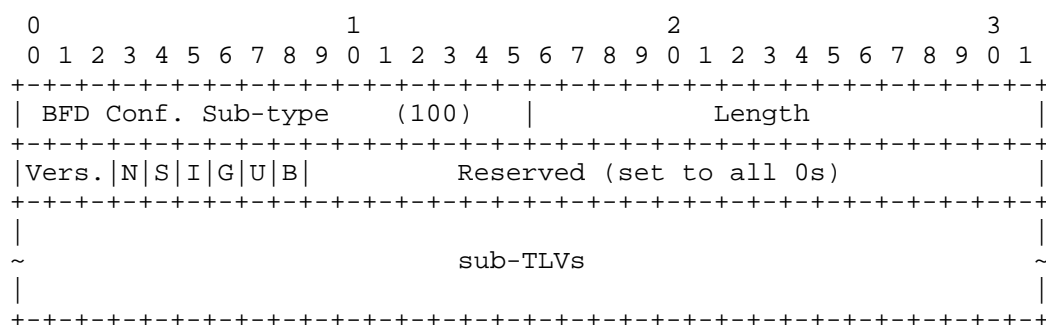 0                   1                   2                   3
 0 1 2 3 4 5 6 7 8 9 0 1 2 3 4 5 6 7 8 9 0 1 2 3 4 5 6 7 8 9 0 1
+-+-+-+-+-+-+-+-+-+-+-+-+-+-+-+-+-+-+-+-+-+-+-+-+-+-+-+-+-+-+-+-+
| BFD Conf. Sub-type    (100)   |           Length              |
+-+-+-+-+-+-+-+-+-+-+-+-+-+-+-+-+-+-+-+-+-+-+-+-+-+-+-+-+-+-+-+-+
|Vers.|N|S|I|G|U|B|         Reserved (set to all 0s)            |
+-+-+-+-+-+-+-+-+-+-+-+-+-+-+-+-+-+-+-+-+-+-+-+-+-+-+-+-+-+-+-+-+
|                                                               |
~                           sub-TLVs                            ~
|                                                               |
+-+-+-+-+-+-+-+-+-+-+-+-+-+-+-+-+-+-+-+-+-+-+-+-+-+-+-+-+-+-+-+-+